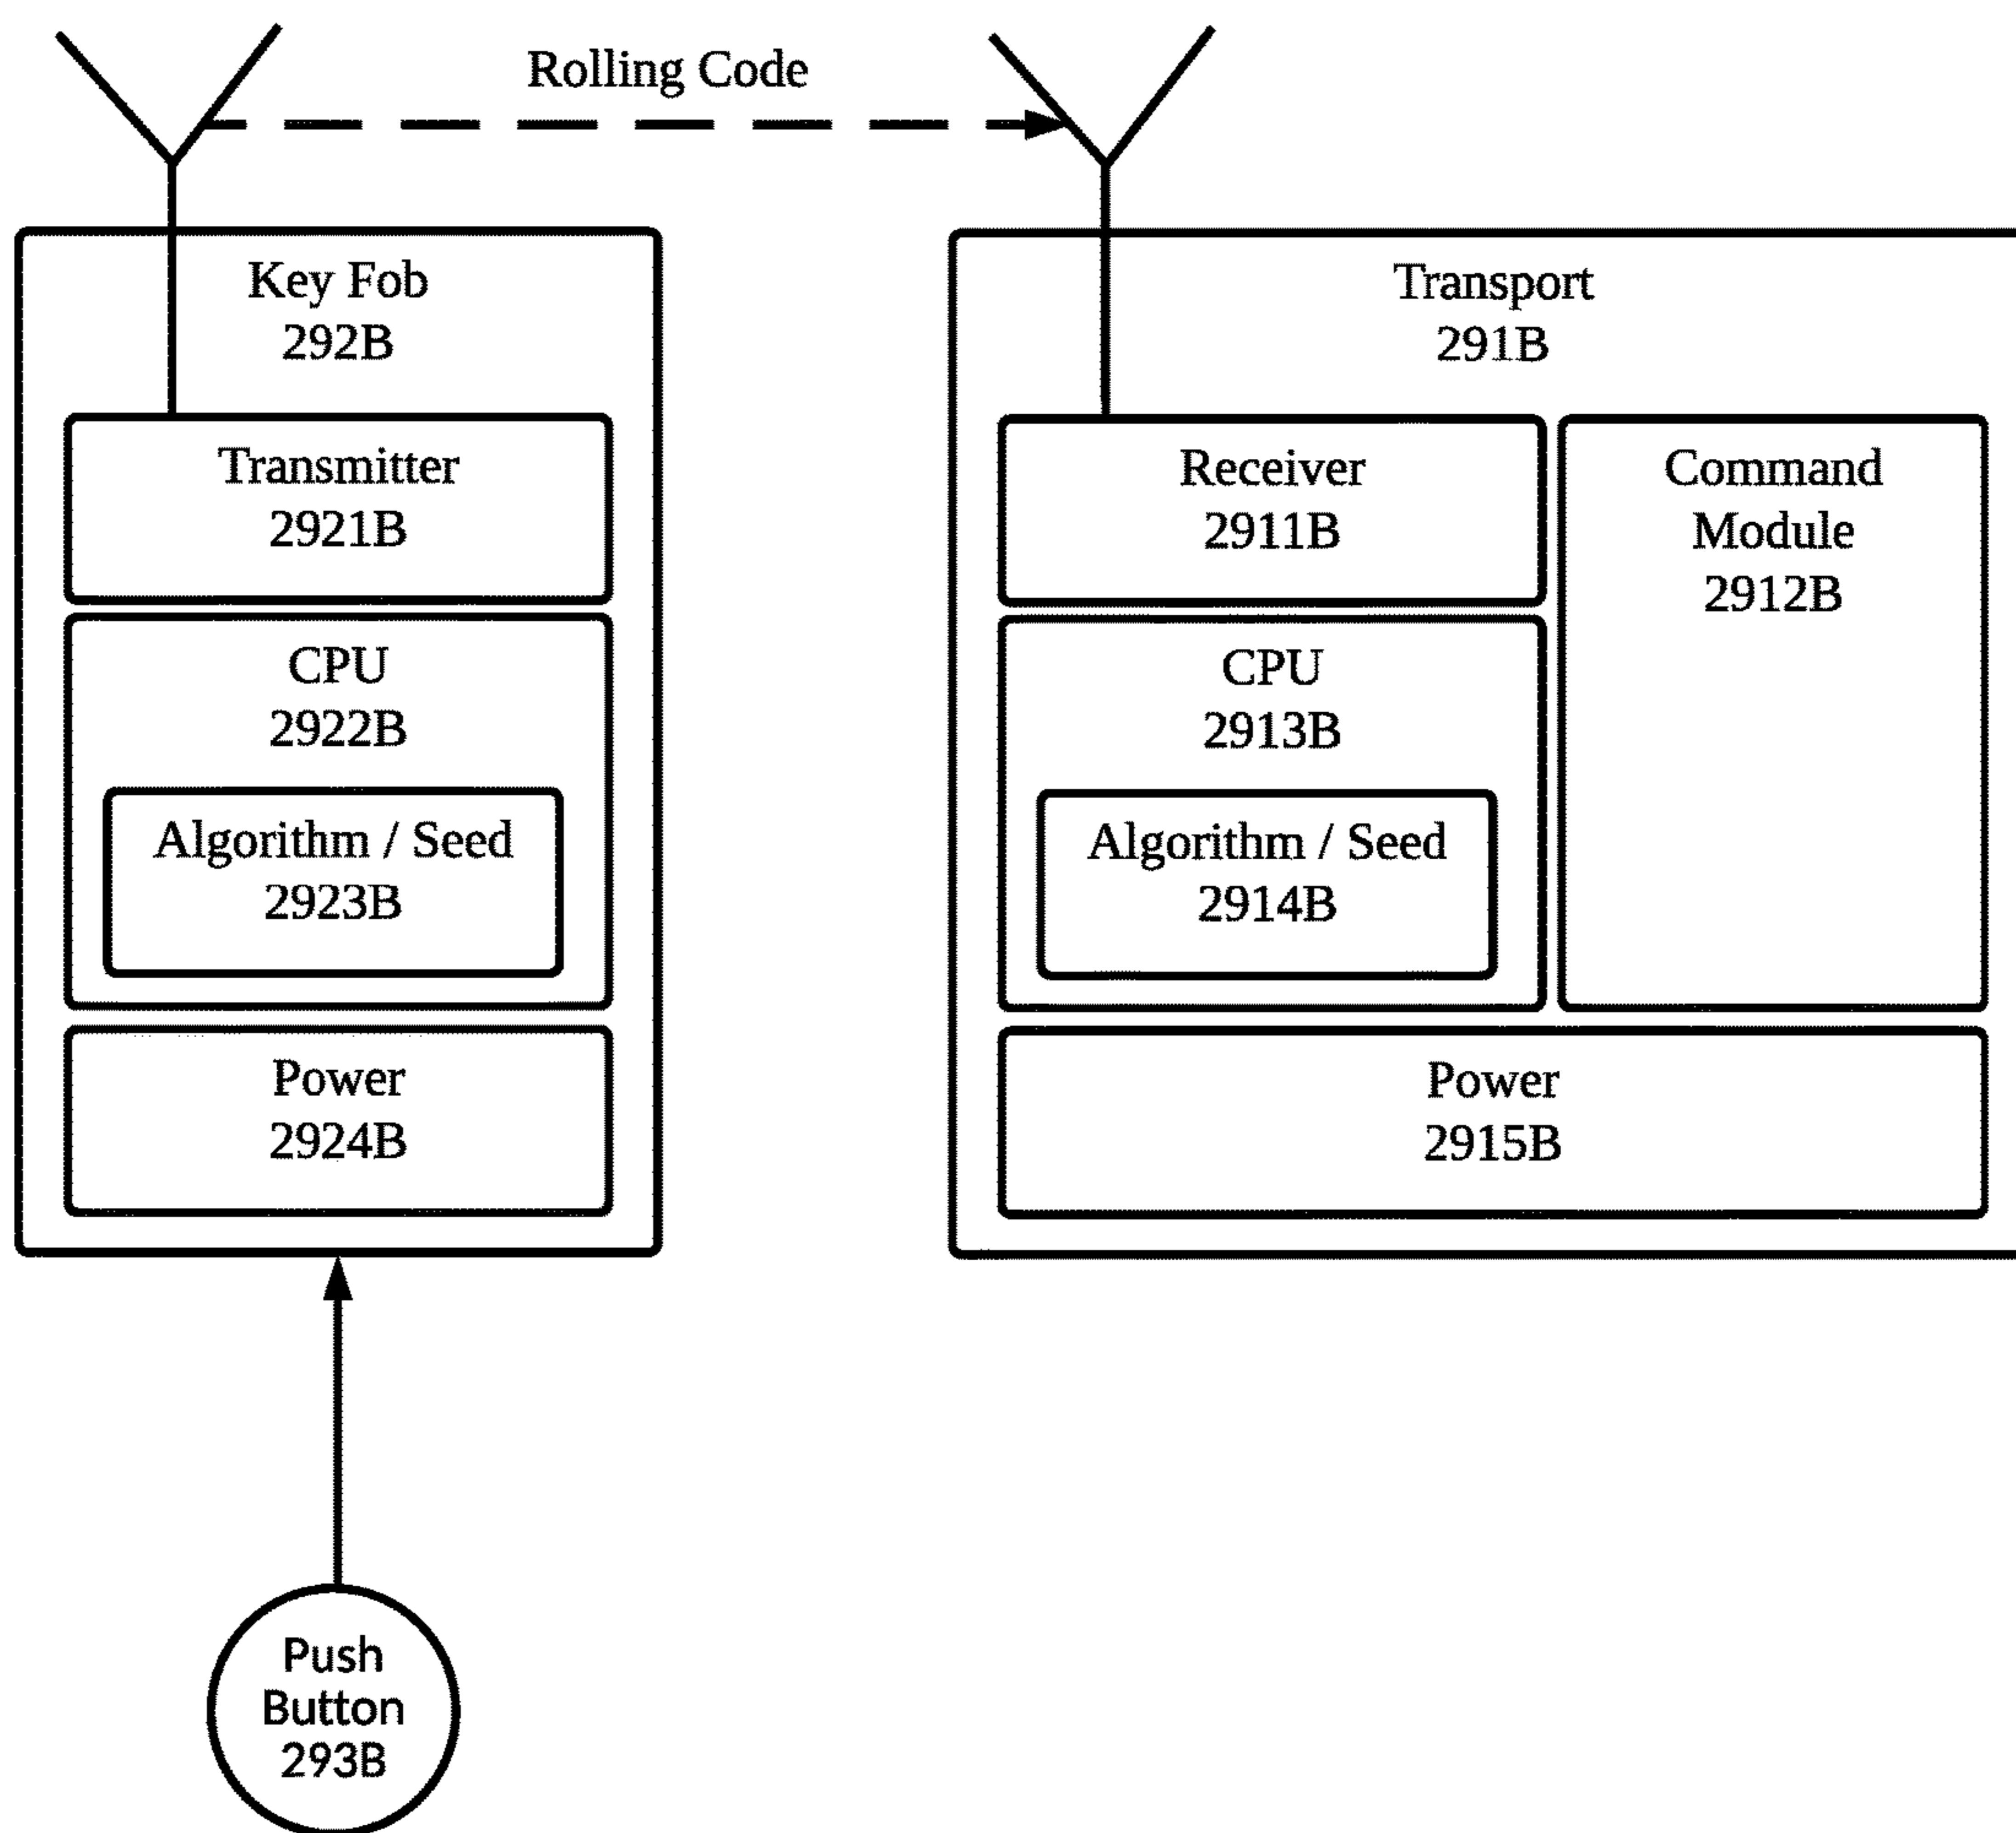 Rolling Code
Key Fob
292B
Transmitter
2921B
CPU
2922B
Algorithm / Seed
2923B
Power
2924B
Transport
291B
Receiver
2911B
Command
Module
2912B
CPU
2913B
Algorithm / Seed
2914B
Power
2915B
Push
Button
293B